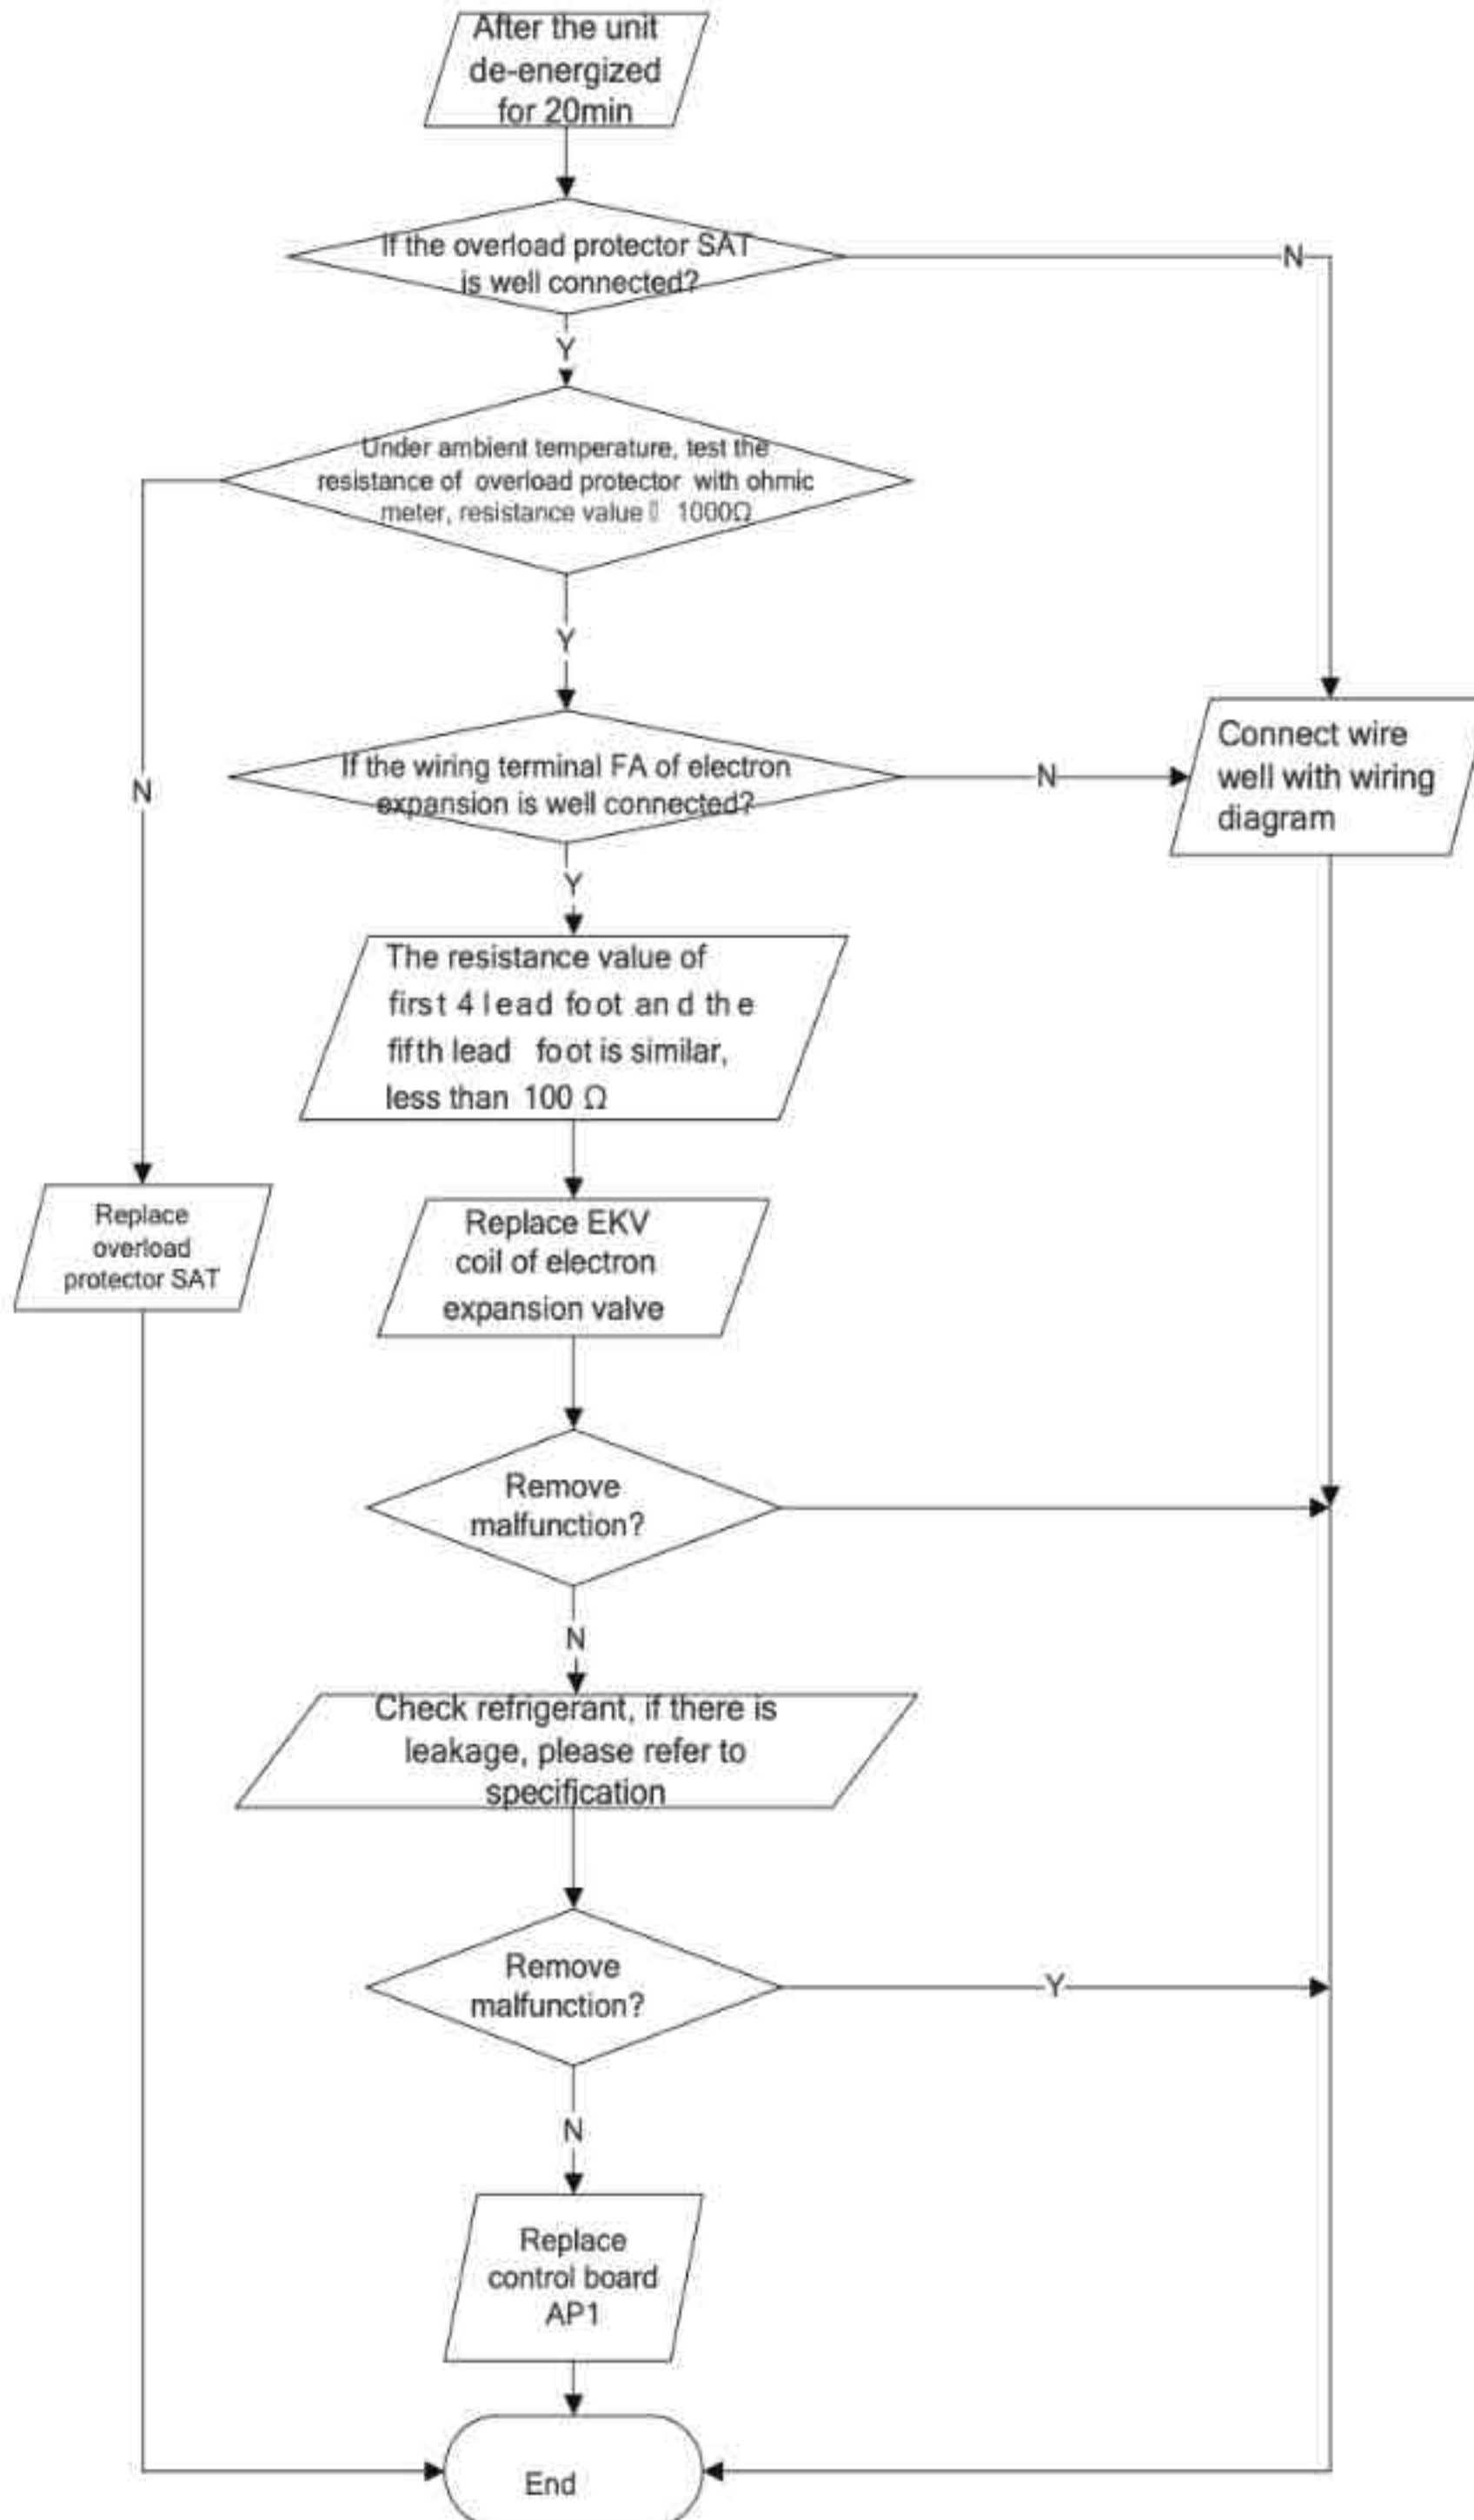 After the unit
de-energized
for 20min
If the overload protector SAT
is well connected?
N
Y
Under ambient temperature, test the
resistance of overload protector with ohmic
meter, resistance value 1000Ω
Y
If the wiring terminal FA of electron
expansion is well connected?
N
Connect wire
well with wiring
diagram
N
Y
The resistance value of
first 4 lead foot and the
fifth lead foot is similar,
less than 100 Ω
Replace
overload
protector SAT
Replace EKV
coil of electron
expansion valve
Remove
malfunction?
N
Check refrigerant, if there is
leakage, please refer to
specification
Remove
malfunction?
Y
N
Replace
control board
AP1
End